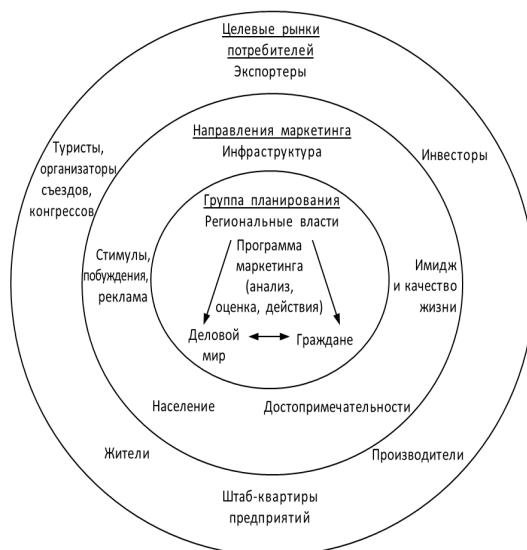 Целевые рынки
потребителей
Экспортеры
Туристы,
организаторы
съездов,
конгрессов
Инвесторы
Направления маркетинга
Инфраструктура
Группа планирования
Региональные власти
Программа
маркетинга
(анализ,
оценка, действия)
Стимулы,
побуждения,
реклама
Имидж
и качество
жизни
Деловой
мир
Граждане
Население
Достопримечательности
Жители
Производители
Штаб-квартиры
предприятий